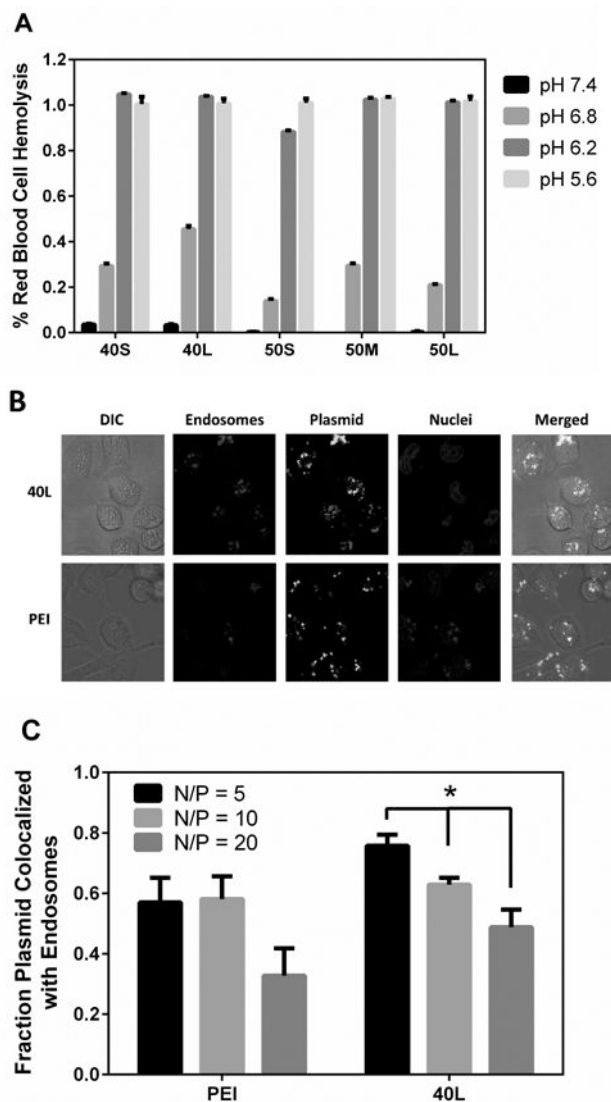 A
% Red Blood Cell Hemolysis
1.2
1.0
0.8
0.6
0.4
0.2
0.0
40S 40L 50S 50M 50L
pH 7.4
pH 6.8
pH 6.2
pH 5.6
B
DIC Endosomes Plasmid Nuclei Merged
40L
PEI
C
Fraction Plasmid Colocalized
with Endosomes
1.0
0.8
0.6
0.4
0.2
0.0
N/P = 5
N/P = 10
N/P = 20
*
PEI 40L